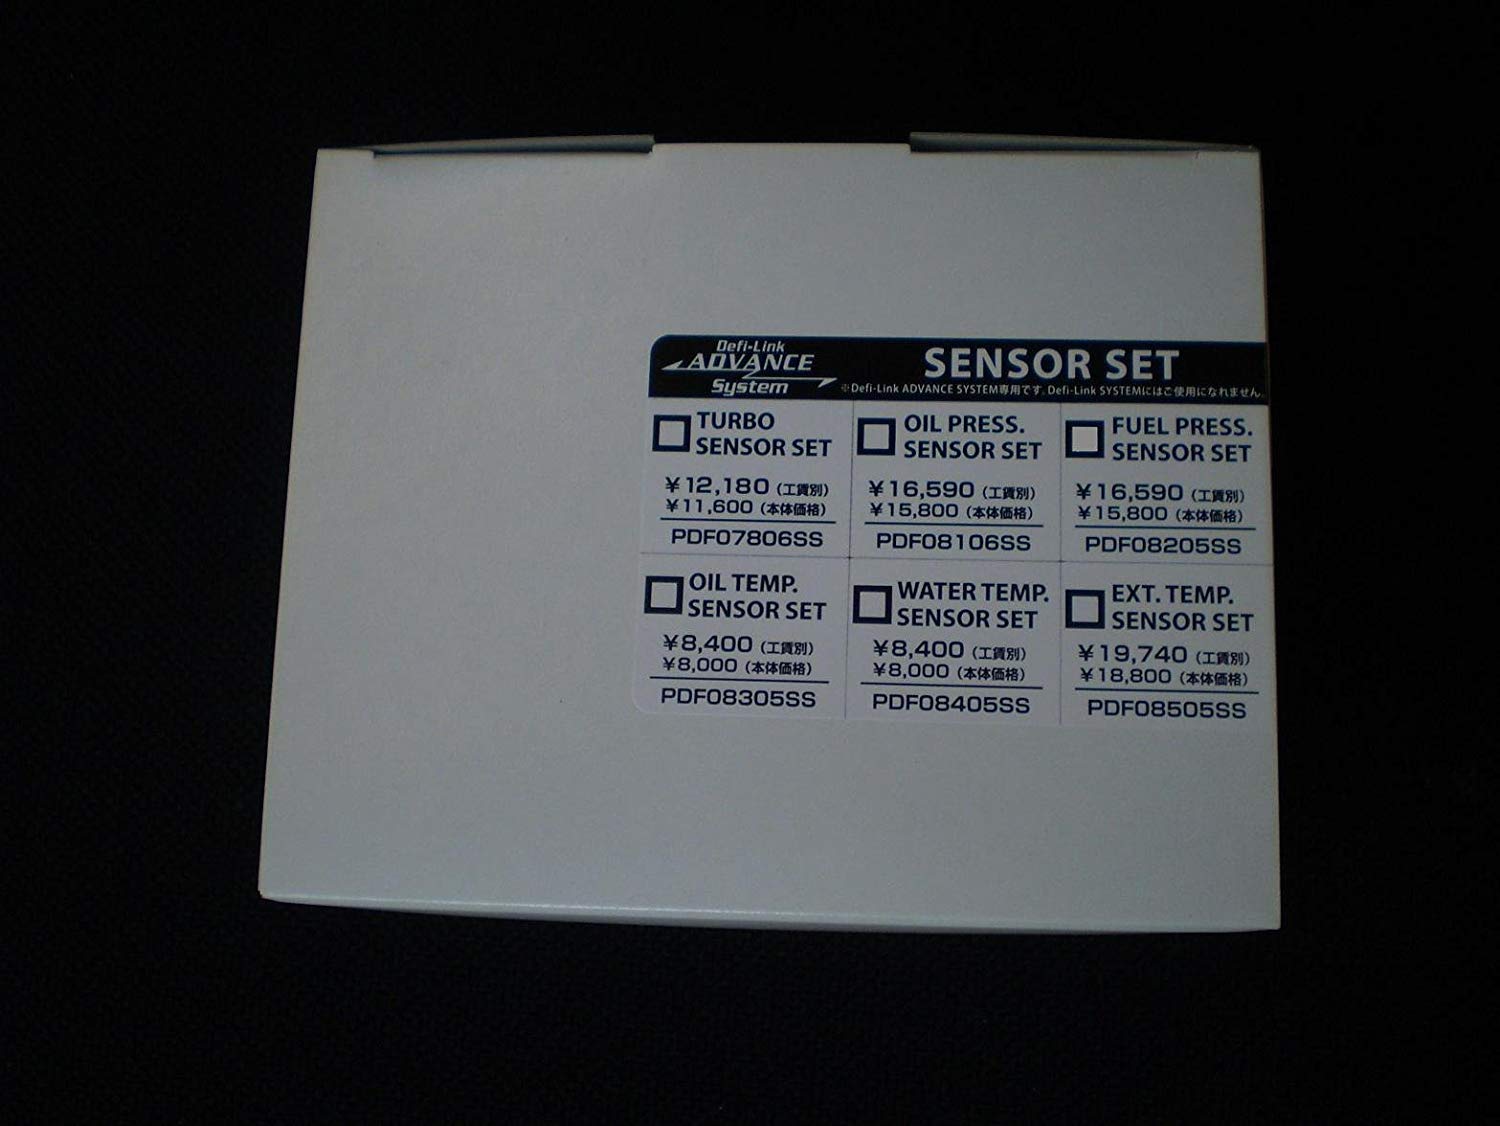 Defi-Link
ADVANCE
System
SENSOR SET
※Defi-Link ADVANCE SYSTEM専用です。Defi-Link SYSTEMにはご使用になれません。
TURBO
SENSOR SET
¥12,180（工賃別）
¥11,600（本体価格）
PDF07806SS
OIL PRESS.
SENSOR SET
¥16,590（工賃別）
¥15,800（本体価格）
PDF08106SS
FUEL PRESS.
SENSOR SET
¥16,590（工賃別）
¥15,800（本体価格）
PDF08205SS
OIL TEMP.
SENSOR SET
¥8,400（工賃別）
¥8,000（本体価格）
PDF08305SS
WATER TEMP.
SENSOR SET
¥8,400（工賃別）
¥8,000（本体価格）
PDF08405SS
EXT. TEMP.
SENSOR SET
¥19,740（工賃別）
¥18,800（本体価格）
PDF08505SS